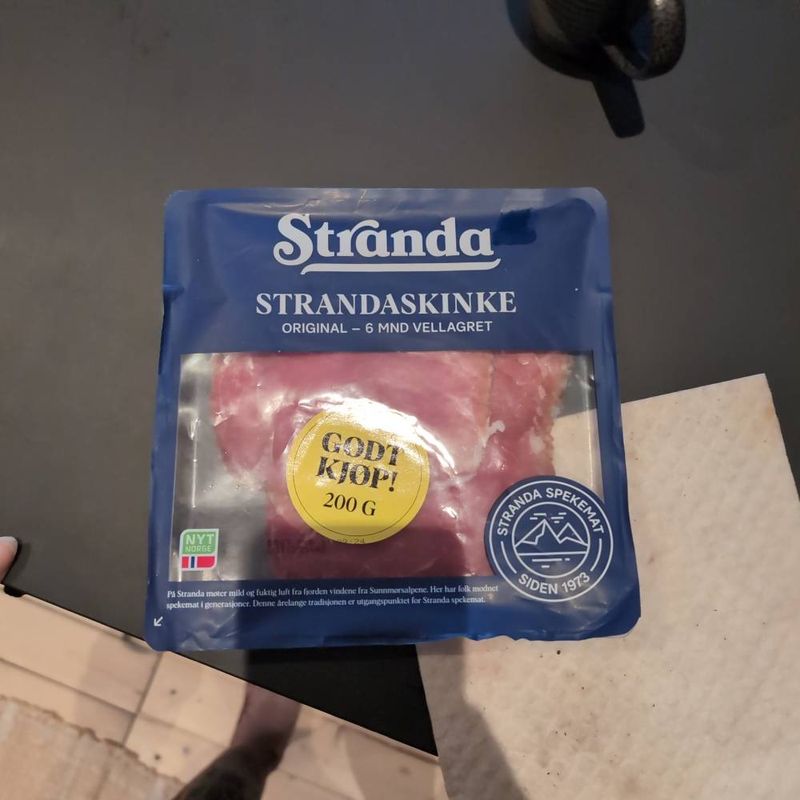 Stranda
STRANDASKINKE
ORIGINAL – 6 MND VELLAGRET
GODT
KJØP!
200 G
NYT
NORGE
STRANDA SPEKEMAT
SIDEN 1973
På Stranda møter mild og fuktig luft fra fjorden vindene fra Sunnmørsalpene. Her har folk modnet
spekemat i generasjoner. Denne årelange tradisjonen er utgangspunktet for Stranda spekemat.